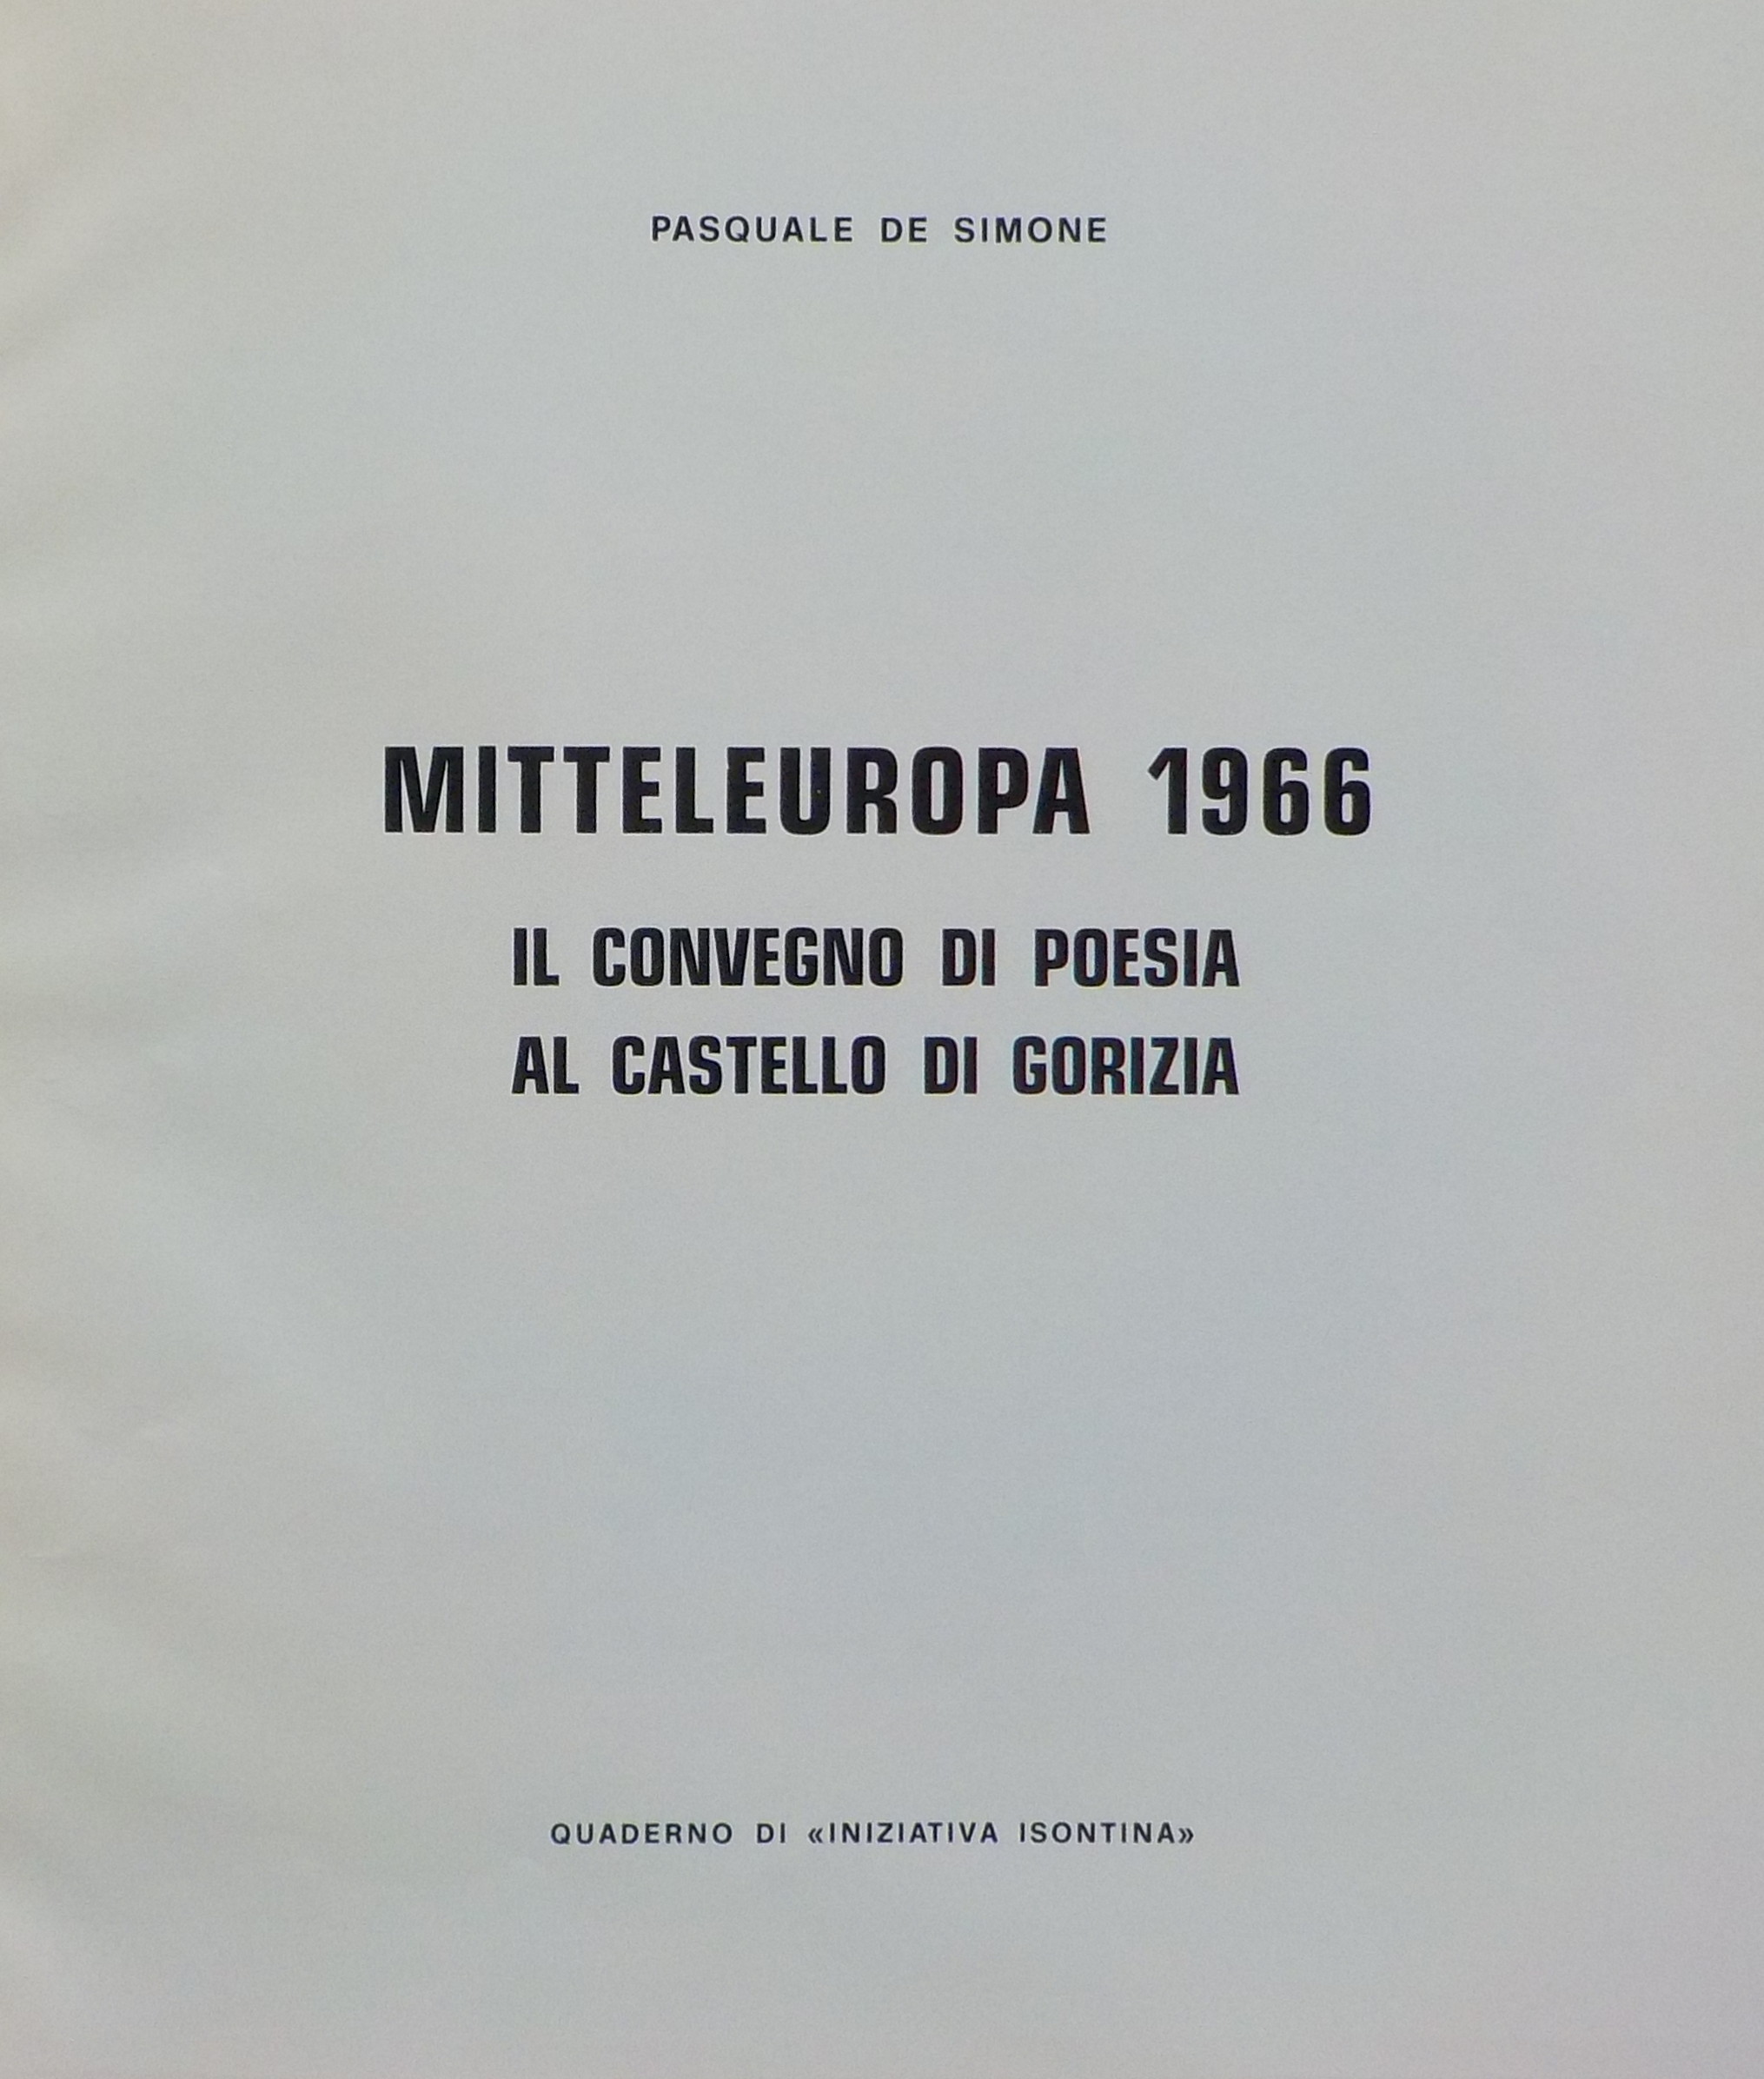 PASQUALE DE SIMONE
MITTELEUROPA 1966
IL CONVEGNO DI POESIA
AL CASTELLO DI GORIZIA
QUADERNO DI «INIZIATIVA ISONTINA»